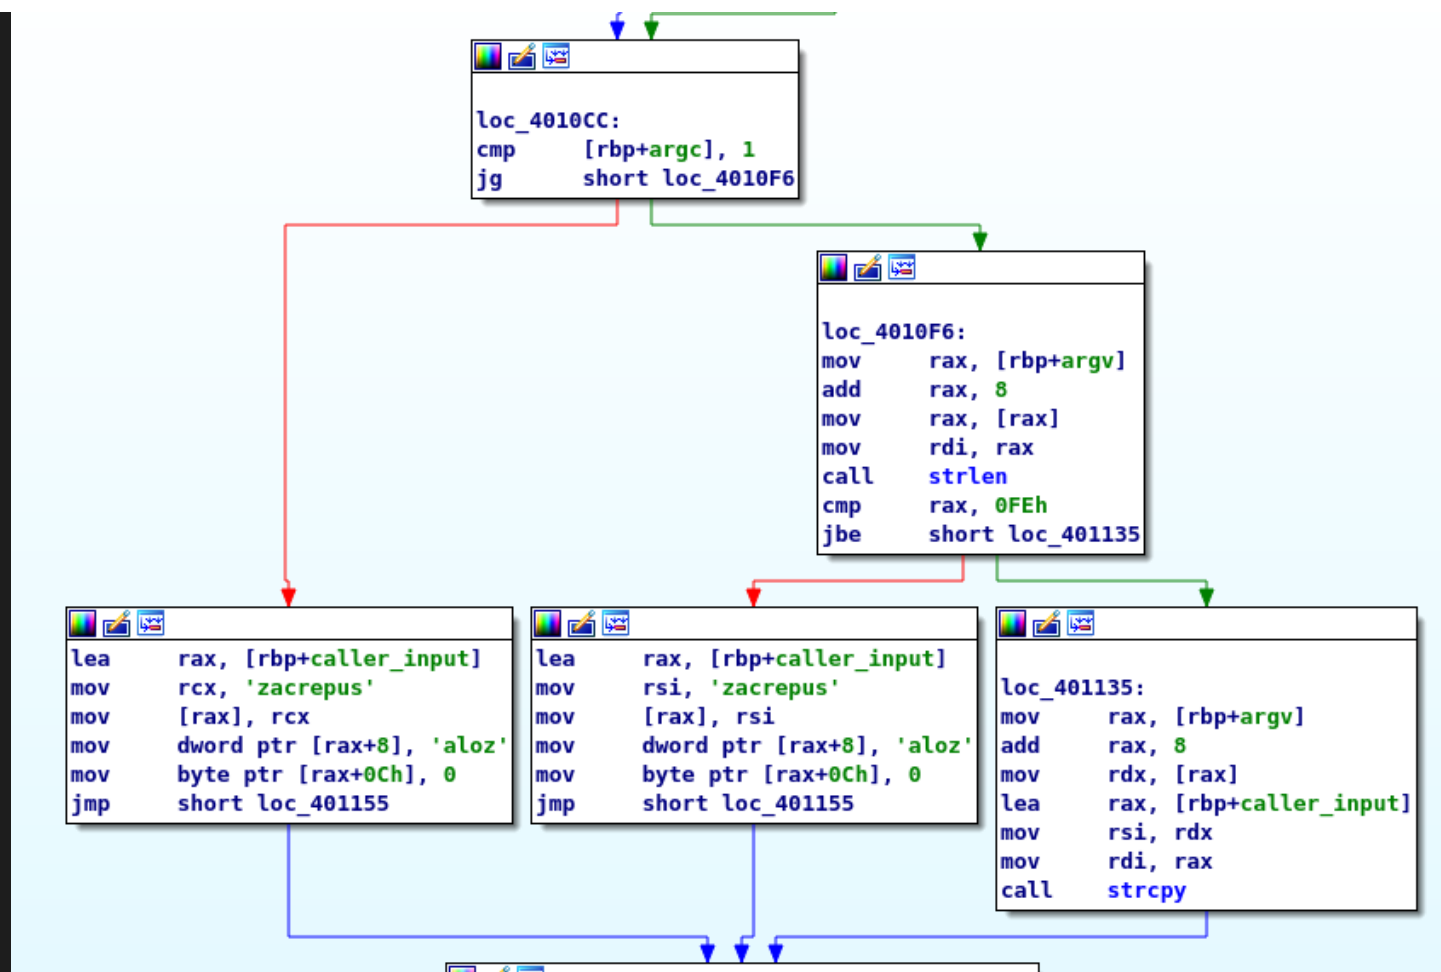 loc_4010CC:
cmp [rbp+argc], 1
jg short loc_4010F6
loc_4010F6:
mov rax, [rbp+argv]
add rax, 8
mov rax, [rax]
mov rdi, rax
call strlen
cmp rax, 0FEh
jbe short loc_401135
lea rax, [rbp+caller_input]
mov rcx, 'zacrepus'
mov [rax], rcx
mov dword ptr [rax+8], 'aloz'
mov byte ptr [rax+0Ch], 0
jmp short loc_401155
lea rax, [rbp+caller_input]
mov rsi, 'zacrepus'
mov [rax], rsi
mov dword ptr [rax+8], 'aloz'
mov byte ptr [rax+0Ch], 0
jmp short loc_401155
loc_401135:
mov rax, [rbp+argv]
add rax, 8
mov rdx, [rax]
lea rax, [rbp+caller_input]
mov rsi, rdx
mov rdi, rax
call strcpy